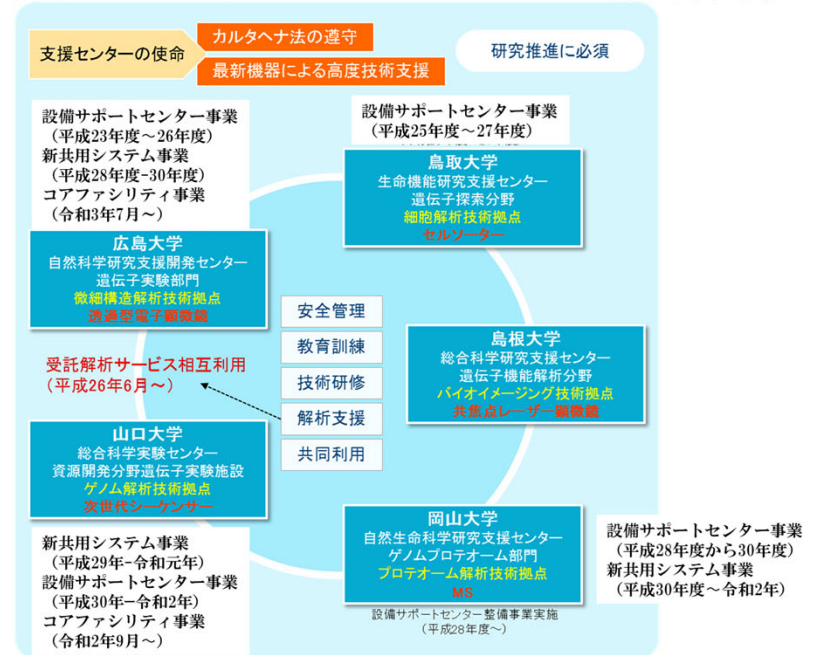 支援センターの使命
カルタヘナ法の遵守
最新機器による高度技術支援
研究推進に必須
設備サポートセンター事業
（平成23年度～26年度）
新共用システム事業
（平成28年度-30年度）
コアファシリティ事業
（令和3年7月～）
広島大学
自然科学研究支援開発センター
遺伝子実験部門
微細構造解析技術拠点
透過型電子顕微鏡
設備サポートセンター事業
（平成25年度～27年度）
鳥取大学
生命機能研究支援センター
遺伝子探索分野
細胞解析技術拠点
セルソーター
安全管理
教育訓練
技術研修
解析支援
共同利用
島根大学
総合科学研究支援センター
遺伝子機能解析分野
バイオイメージング技術拠点
共焦点レーザー顕微鏡
受託解析サービス相互利用
（平成26年6月～）
山口大学
総合科学実験センター
資源開発分野遺伝子実験施設
ゲノム解析技術拠点
次世代シーケンサー
新共用システム事業
（平成29年-令和元年）
設備サポートセンター事業
（平成30年−令和2年）
コアファシリティ事業
（令和2年9月～）
岡山大学
自然生命科学研究支援センター
ゲノムプロテオーム部門
プロテオーム解析技術拠点
MS
設備サポートセンター整備事業実施
（平成28年度～）
設備サポートセンター事業
（平成28年度から30年度）
新共用システム事業
（平成30年度～令和2年）